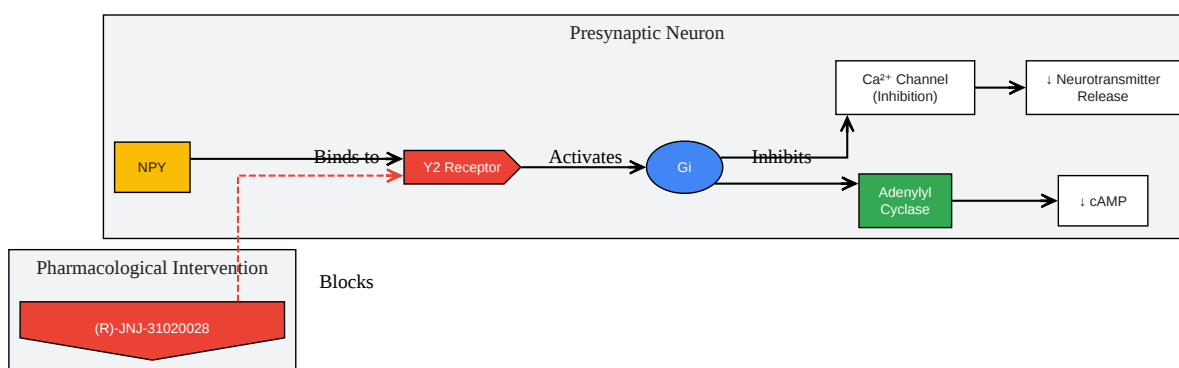 Presynaptic Neuron
Ca²⁺ Channel
(Inhibition)
↓ Neurotransmitter
Release
NPY
Binds to
Y2 Receptor
Activates
Gi
Inhibits
Adenylyl
Cyclase
↓ cAMP
Pharmacological Intervention
Blocks
(R)-JNJ-31020028